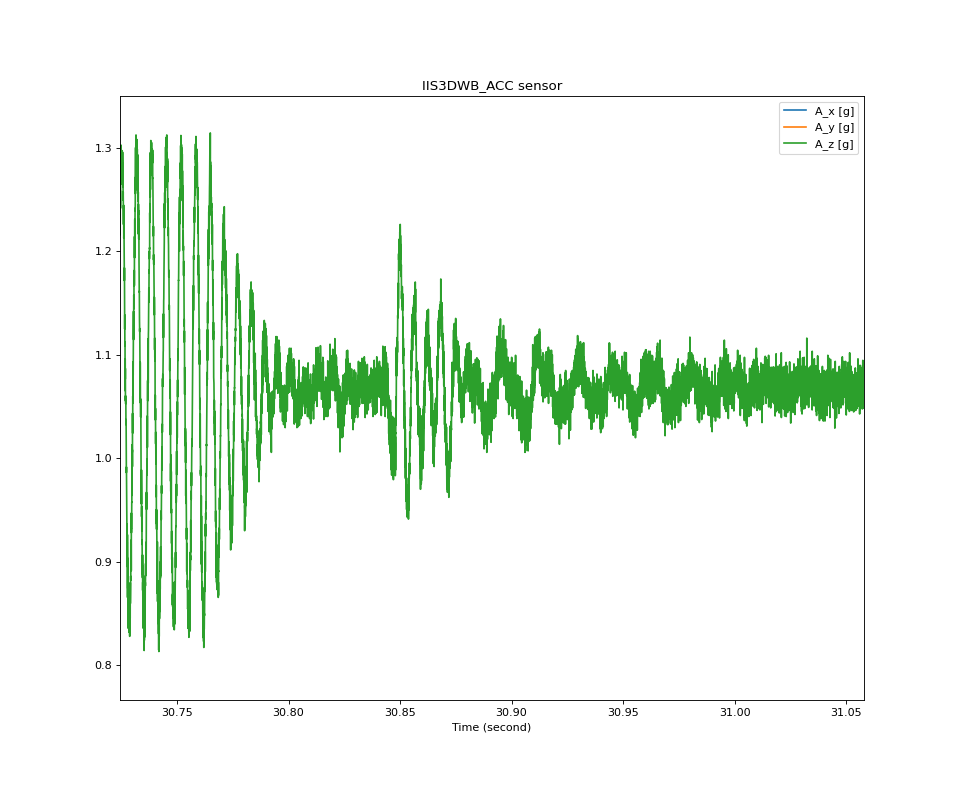 IIS3DWB_ACC sensor
A_x [g]
A_y [g]
A_z [g]
1.3
1.2
1.1
1.0
0.9
0.8
30.75 30.80 30.85 30.90 30.95 31.00 31.05
Time (second)